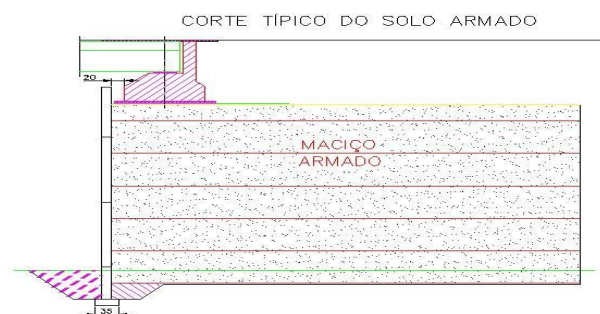 CORTE TÍPICO DO SOLO ARMADO
20
MACIÇO
ARMADO
35